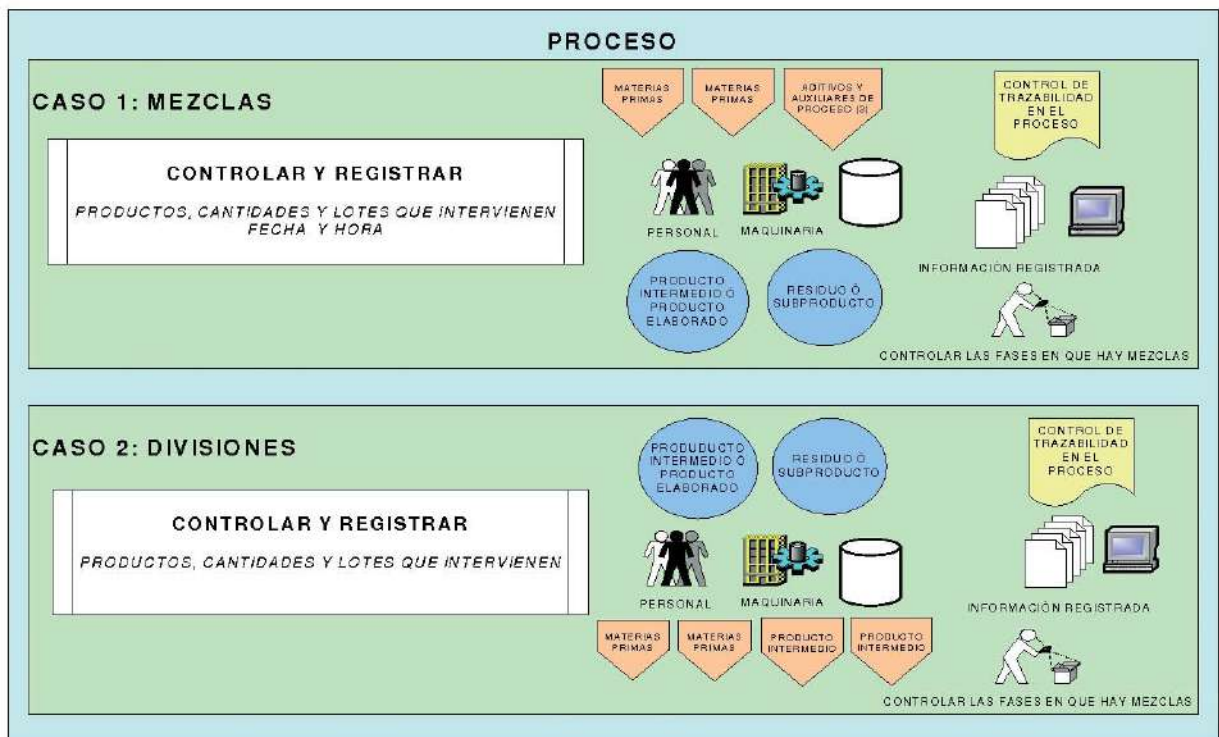 PROCESO
CASO 1: MEZCLAS
CONTROLAR Y REGISTRAR
PRODUCTOS, CANTIDADES Y LOTES QUE INTERVIENEN
FECHA Y HORA
MATERIAS
PRIMAS
MATERIAS
PRIMAS
ADITIVOS Y
AUXILIARES DE
PROCESO (3)
PERSONAL
MAQUINARIA
PRODUCTO
INTERMEDIO Ó
PRODUCTO
ELABORADO
RESIDUO Ó
SUBPRODUCTO
CONTROL DE
TRAZABILIDAD
EN EL
PROCESO
INFORMACIÓN REGISTRADA
CONTROLAR LAS FASES EN QUE HAY MEZCLAS
CASO 2: DIVISIONES
CONTROLAR Y REGISTRAR
PRODUCTOS, CANTIDADES Y LOTES QUE INTERVIENEN
PRODUDUCTO
INTERMEDIO Ó
PRODUCTO
ELABORADO
RESIDUO Ó
SUBPRODUCTO
PERSONAL
MAQUINARIA
MATERIAS
PRIMAS
MATERIAS
PRIMAS
PRODUCTO
INTERMEDIO
PRODUCTO
INTERMEDIO
CONTROL DE
TRAZABILIDAD
EN EL
PROCESO
INFORMACIÓN REGISTRADA
CONTROLAR LAS FASES EN QUE HAY MEZCLAS